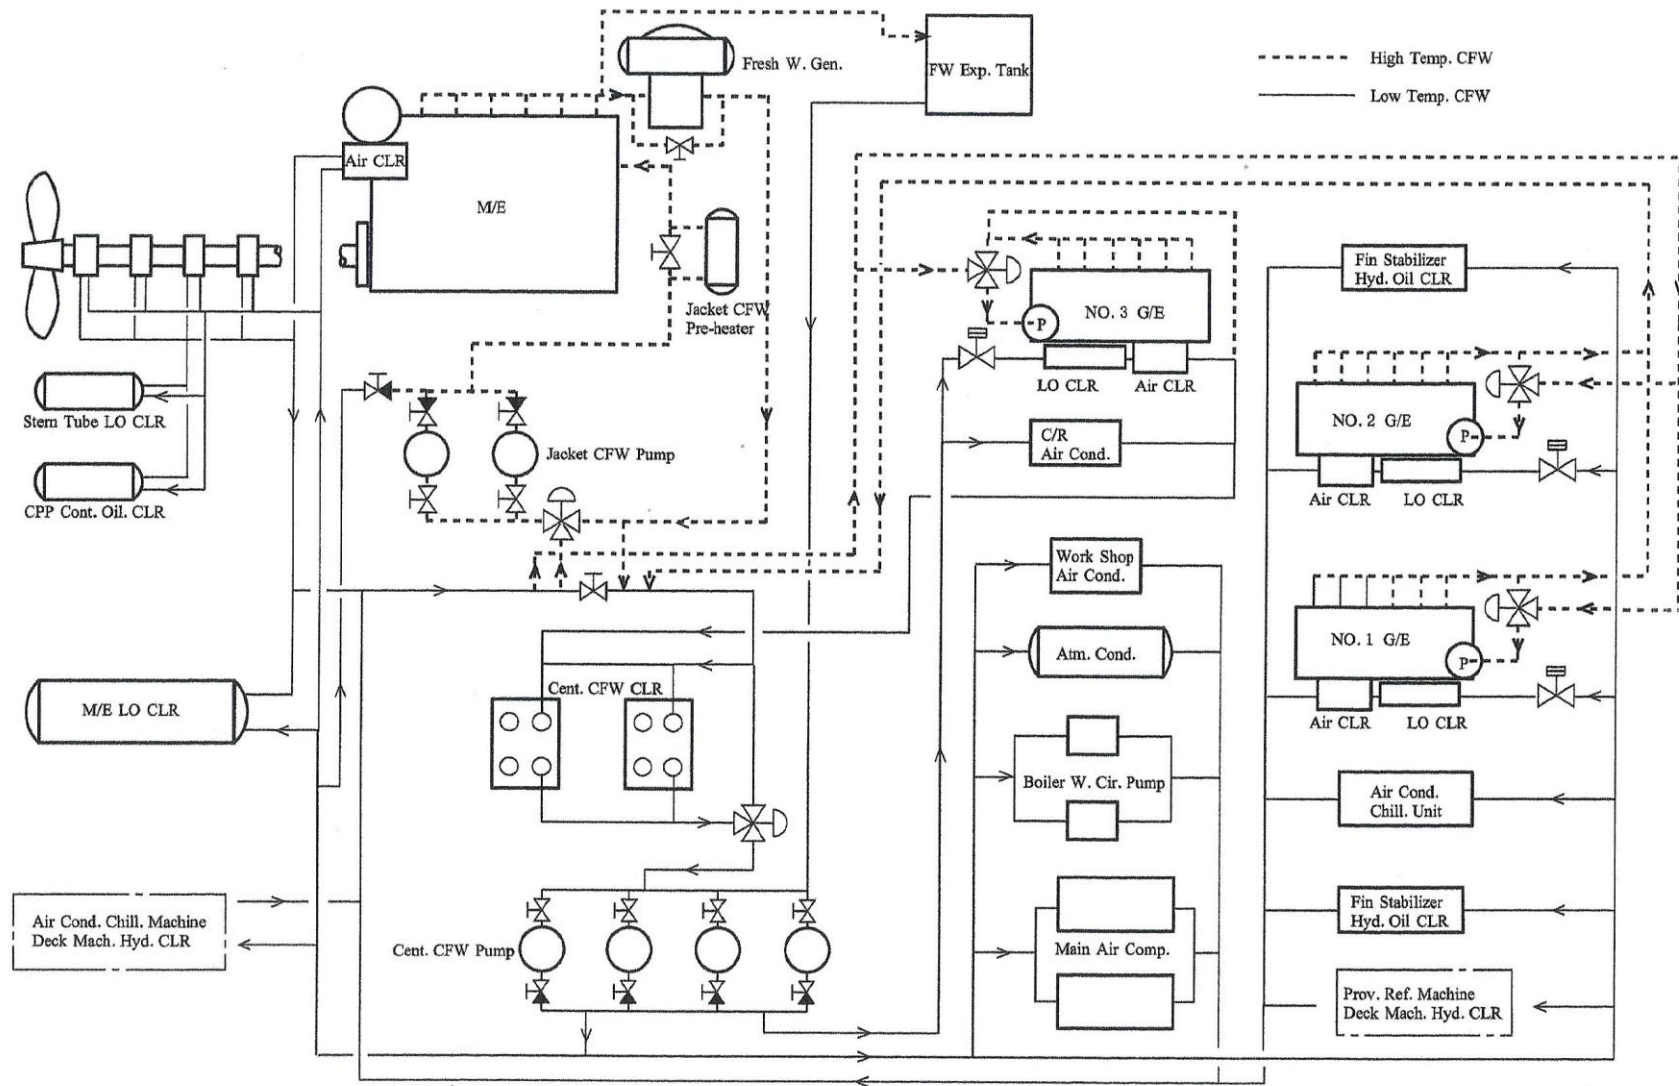 Fresh W. Gen.
FW Exp. Tank
High Temp. CFW
Low Temp. CFW
Air CLR
M/E
Jacket CFW
Pre-heater
Stern Tube LO CLR
CPP Cont. Oil. CLR
Jacket CFW Pump
M/E LO CLR
Cent. CFW CLR
Air Cond. Chill. Machine
Deck Mach. Hyd. CLR
Cent. CFW Pump
NO. 3 G/E
P
LO CLR
Air CLR
C/R
Air Cond.
Work Shop
Air Cond.
Atm. Cond.
Boiler W. Cir. Pump
Main Air Comp.
Fin Stabilizer
Hyd. Oil CLR
NO. 2 G/E
P
Air CLR
LO CLR
NO. 1 G/E
P
Air CLR
LO CLR
Air Cond.
Chill. Unit
Fin Stabilizer
Hyd. Oil CLR
Prov. Ref. Machine
Deck Mach. Hyd. CLR